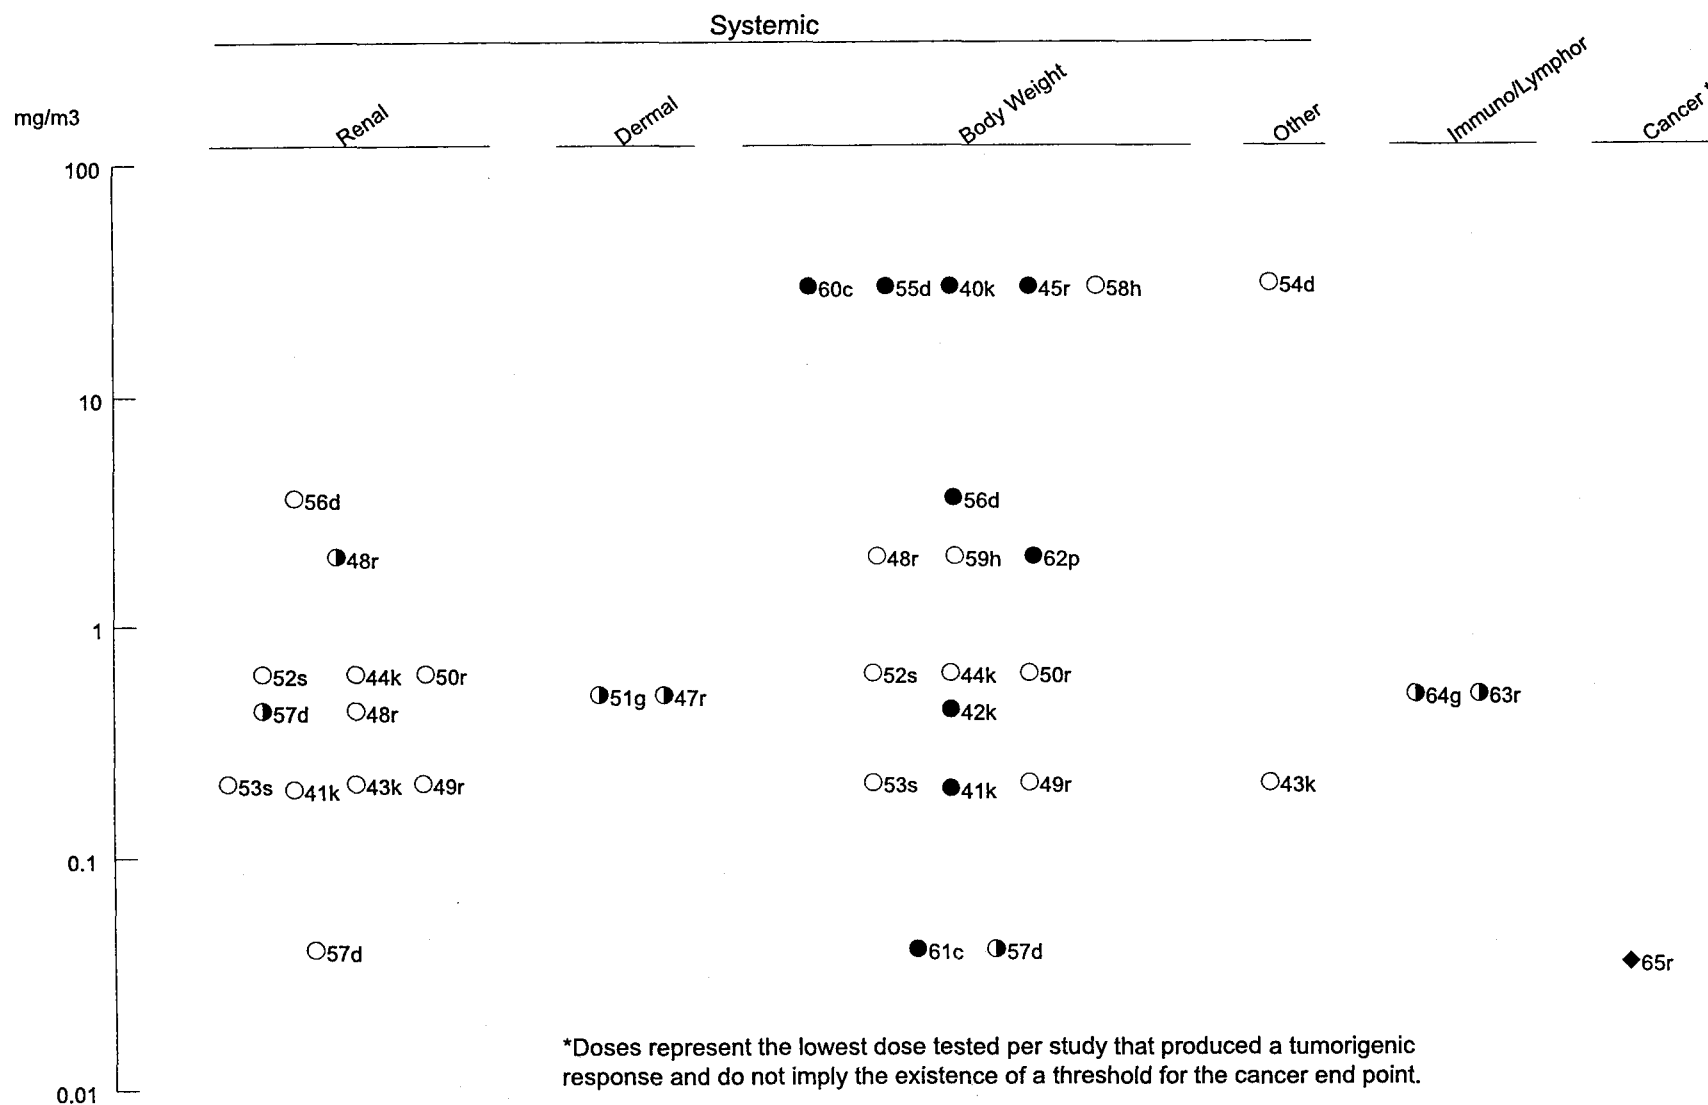 Systemic
mg/m3
Renal
Dermal
Body Weight
Other
Immuno/Lymphor
Cancer *
100
60c 55d 40k 45r 58h 54d
10
56d 56d
48r 48r 59h 62p
1
52s 44k 50r 52s 44k 50r
51g 47r 64g 63r
57d 48r 42k
53s 41k 43k 49r 53s 41k 49r 43k
0.1
57d 61c 57d 65r
*Doses represent the lowest dose tested per study that produced a tumorigenic
response and do not imply the existence of a threshold for the cancer end point.
0.01